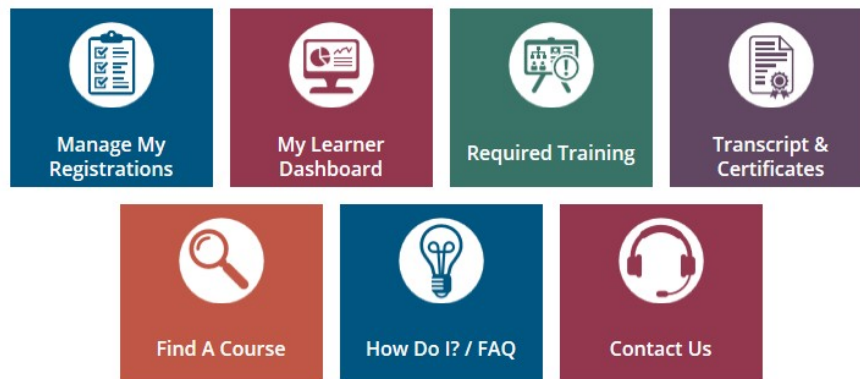 Manage My
Registrations
My Learner
Dashboard
Required Training
Transcript &
Certificates
Find A Course
How Do I? / FAQ
Contact Us